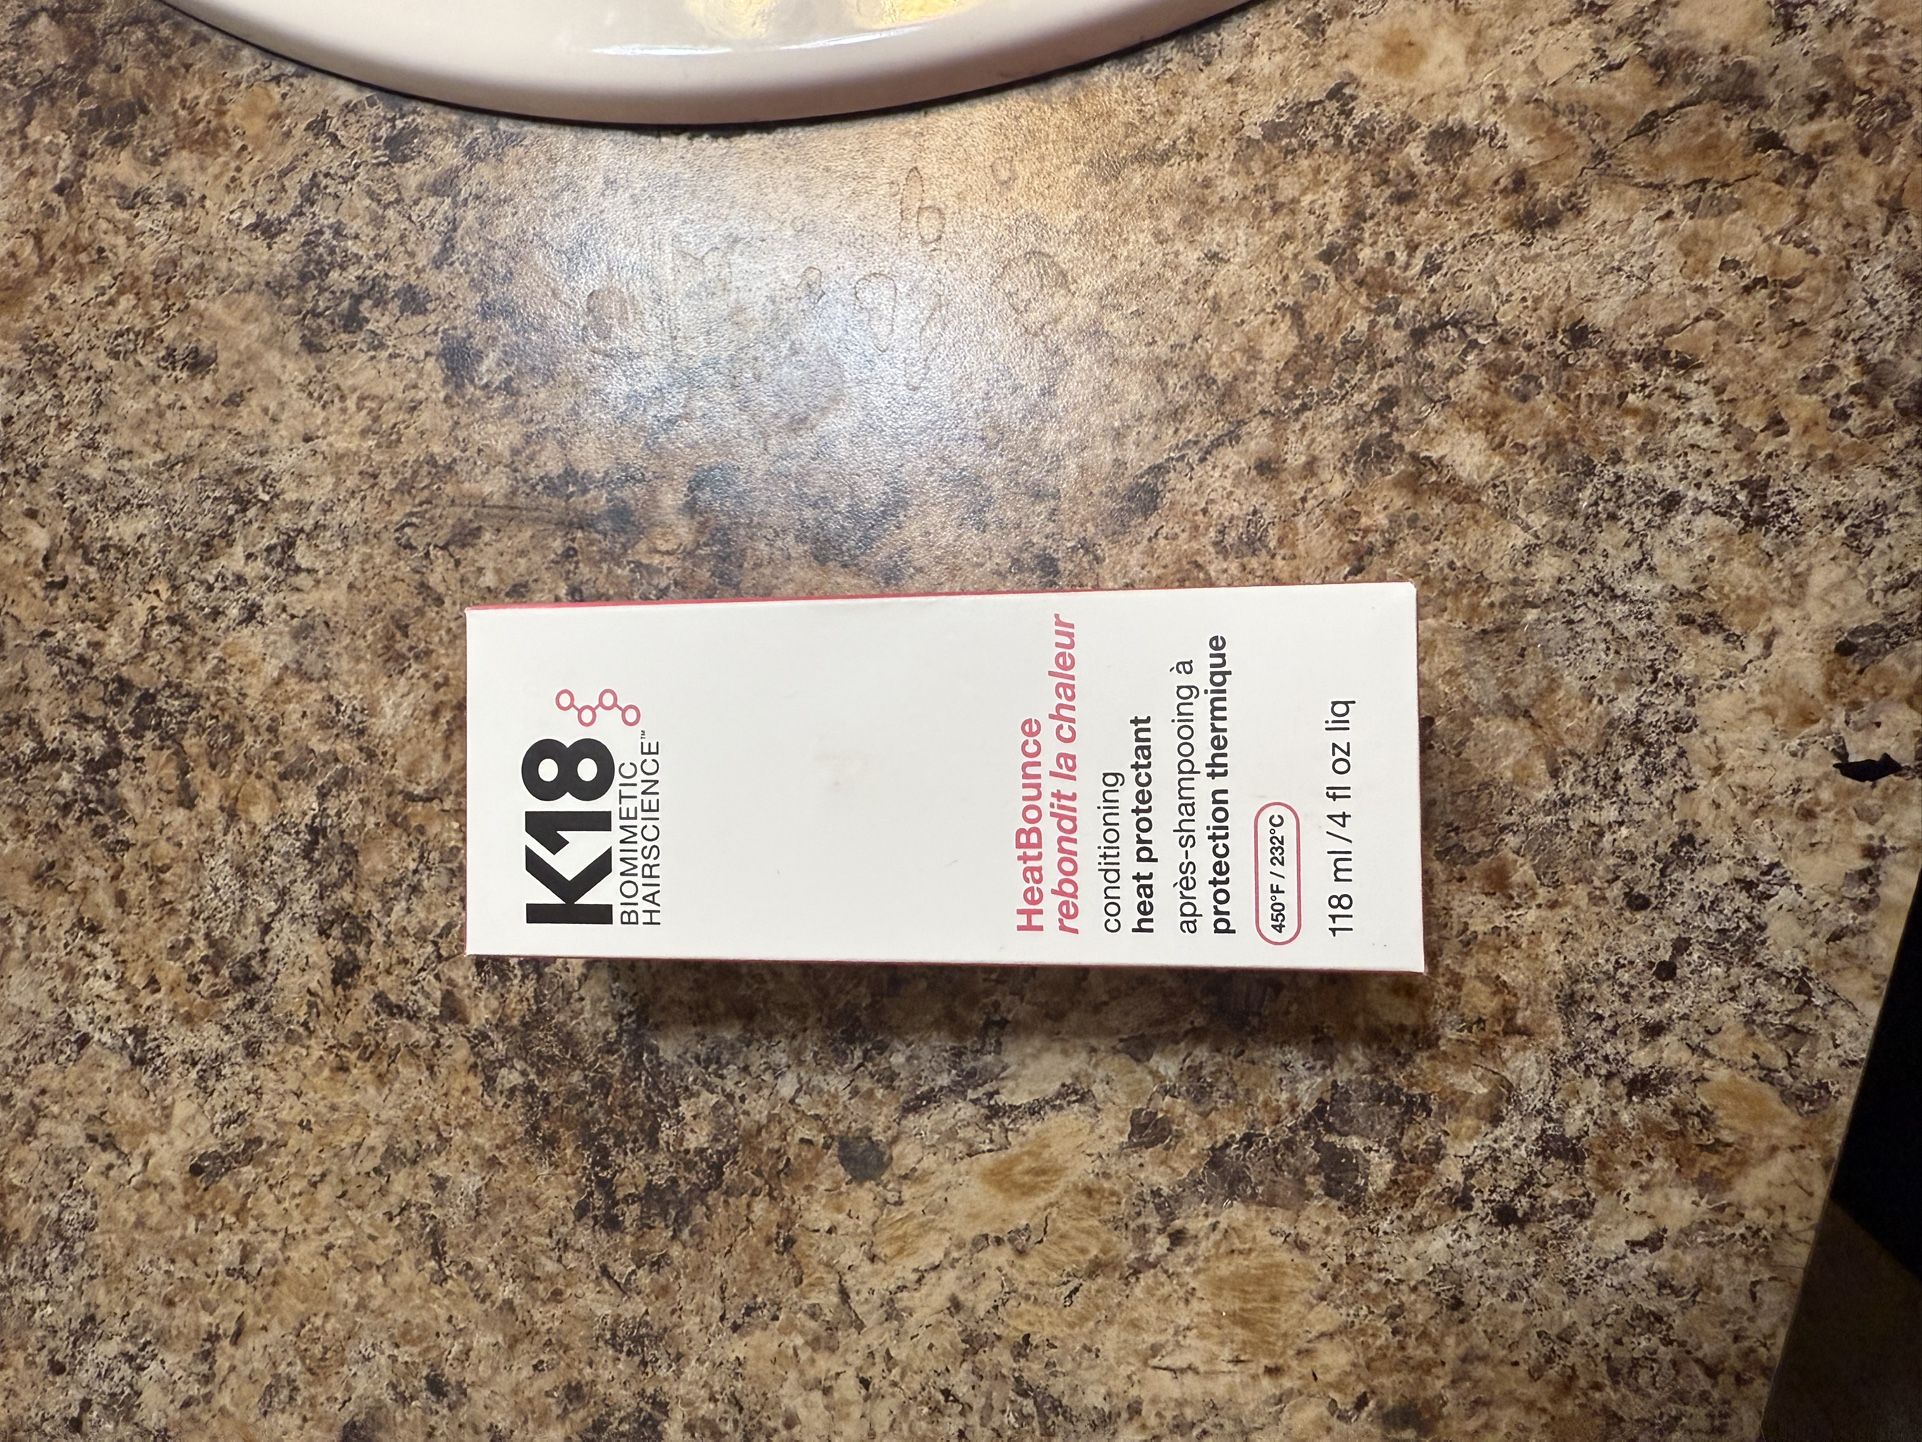 K18
BIOMIMETIC
HAIRSCIENCE™
HeatBounce
rebondit la chaleur
conditioning
heat protectant
après-shampooing à
protection thermique
450°F / 232°C
118 ml / 4 fl oz liq